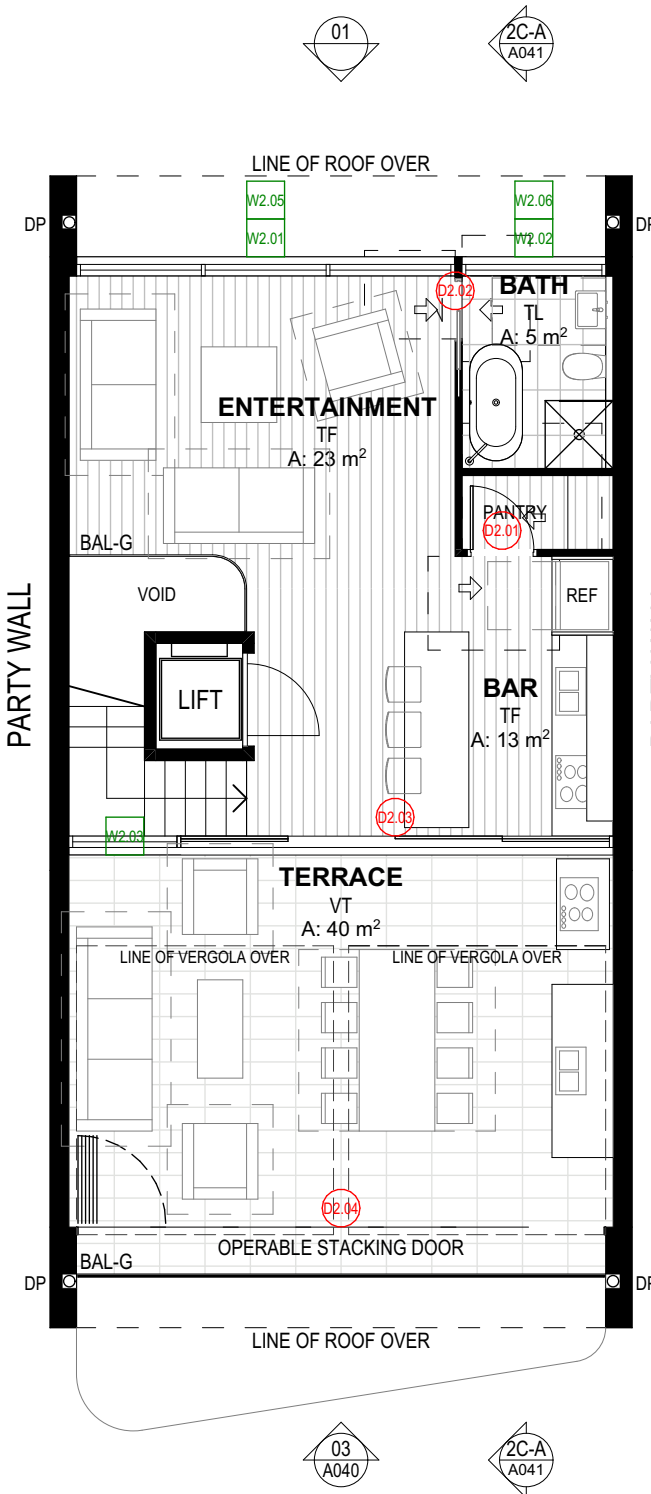 01
2C-A
A041
LINE OF ROOF OVER
W2.05
W2.06
DP
W2.01
W2.02
D2.02
BATH
TL
A: 5 m²
ENTERTAINMENT
TF
A: 23 m²
PANTRY
D2.01
BAL-G
VOID
REF
PARTY WALL
LIFT
BAR
TF
A: 13 m²
D2.03
W2.03
TERRACE
VT
A: 40 m²
LINE OF VERGOLA OVER
LINE OF VERGOLA OVER
D2.04
OPERABLE STACKING DOOR
BAL-G
DP
LINE OF ROOF OVER
03
A040
2C-A
A041